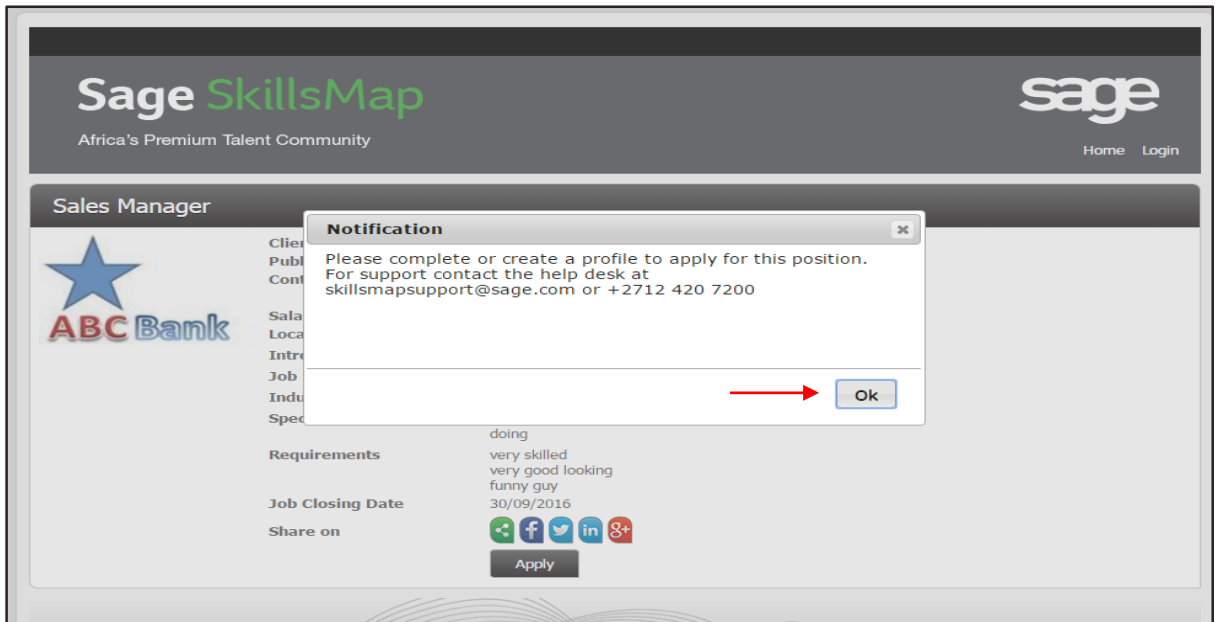 Sage SkillsMap
sage
Africa's Premium Talent Community
Home Login
Sales Manager
Notification
Please complete or create a profile to apply for this position.
For support contact the help desk at
skillsmapsupport@sage.com or +2712 420 7200
Ok
ABC Bank
doing
Requirements very skilled
very good looking
funny guy
Job Closing Date 30/09/2016
Share on
Apply